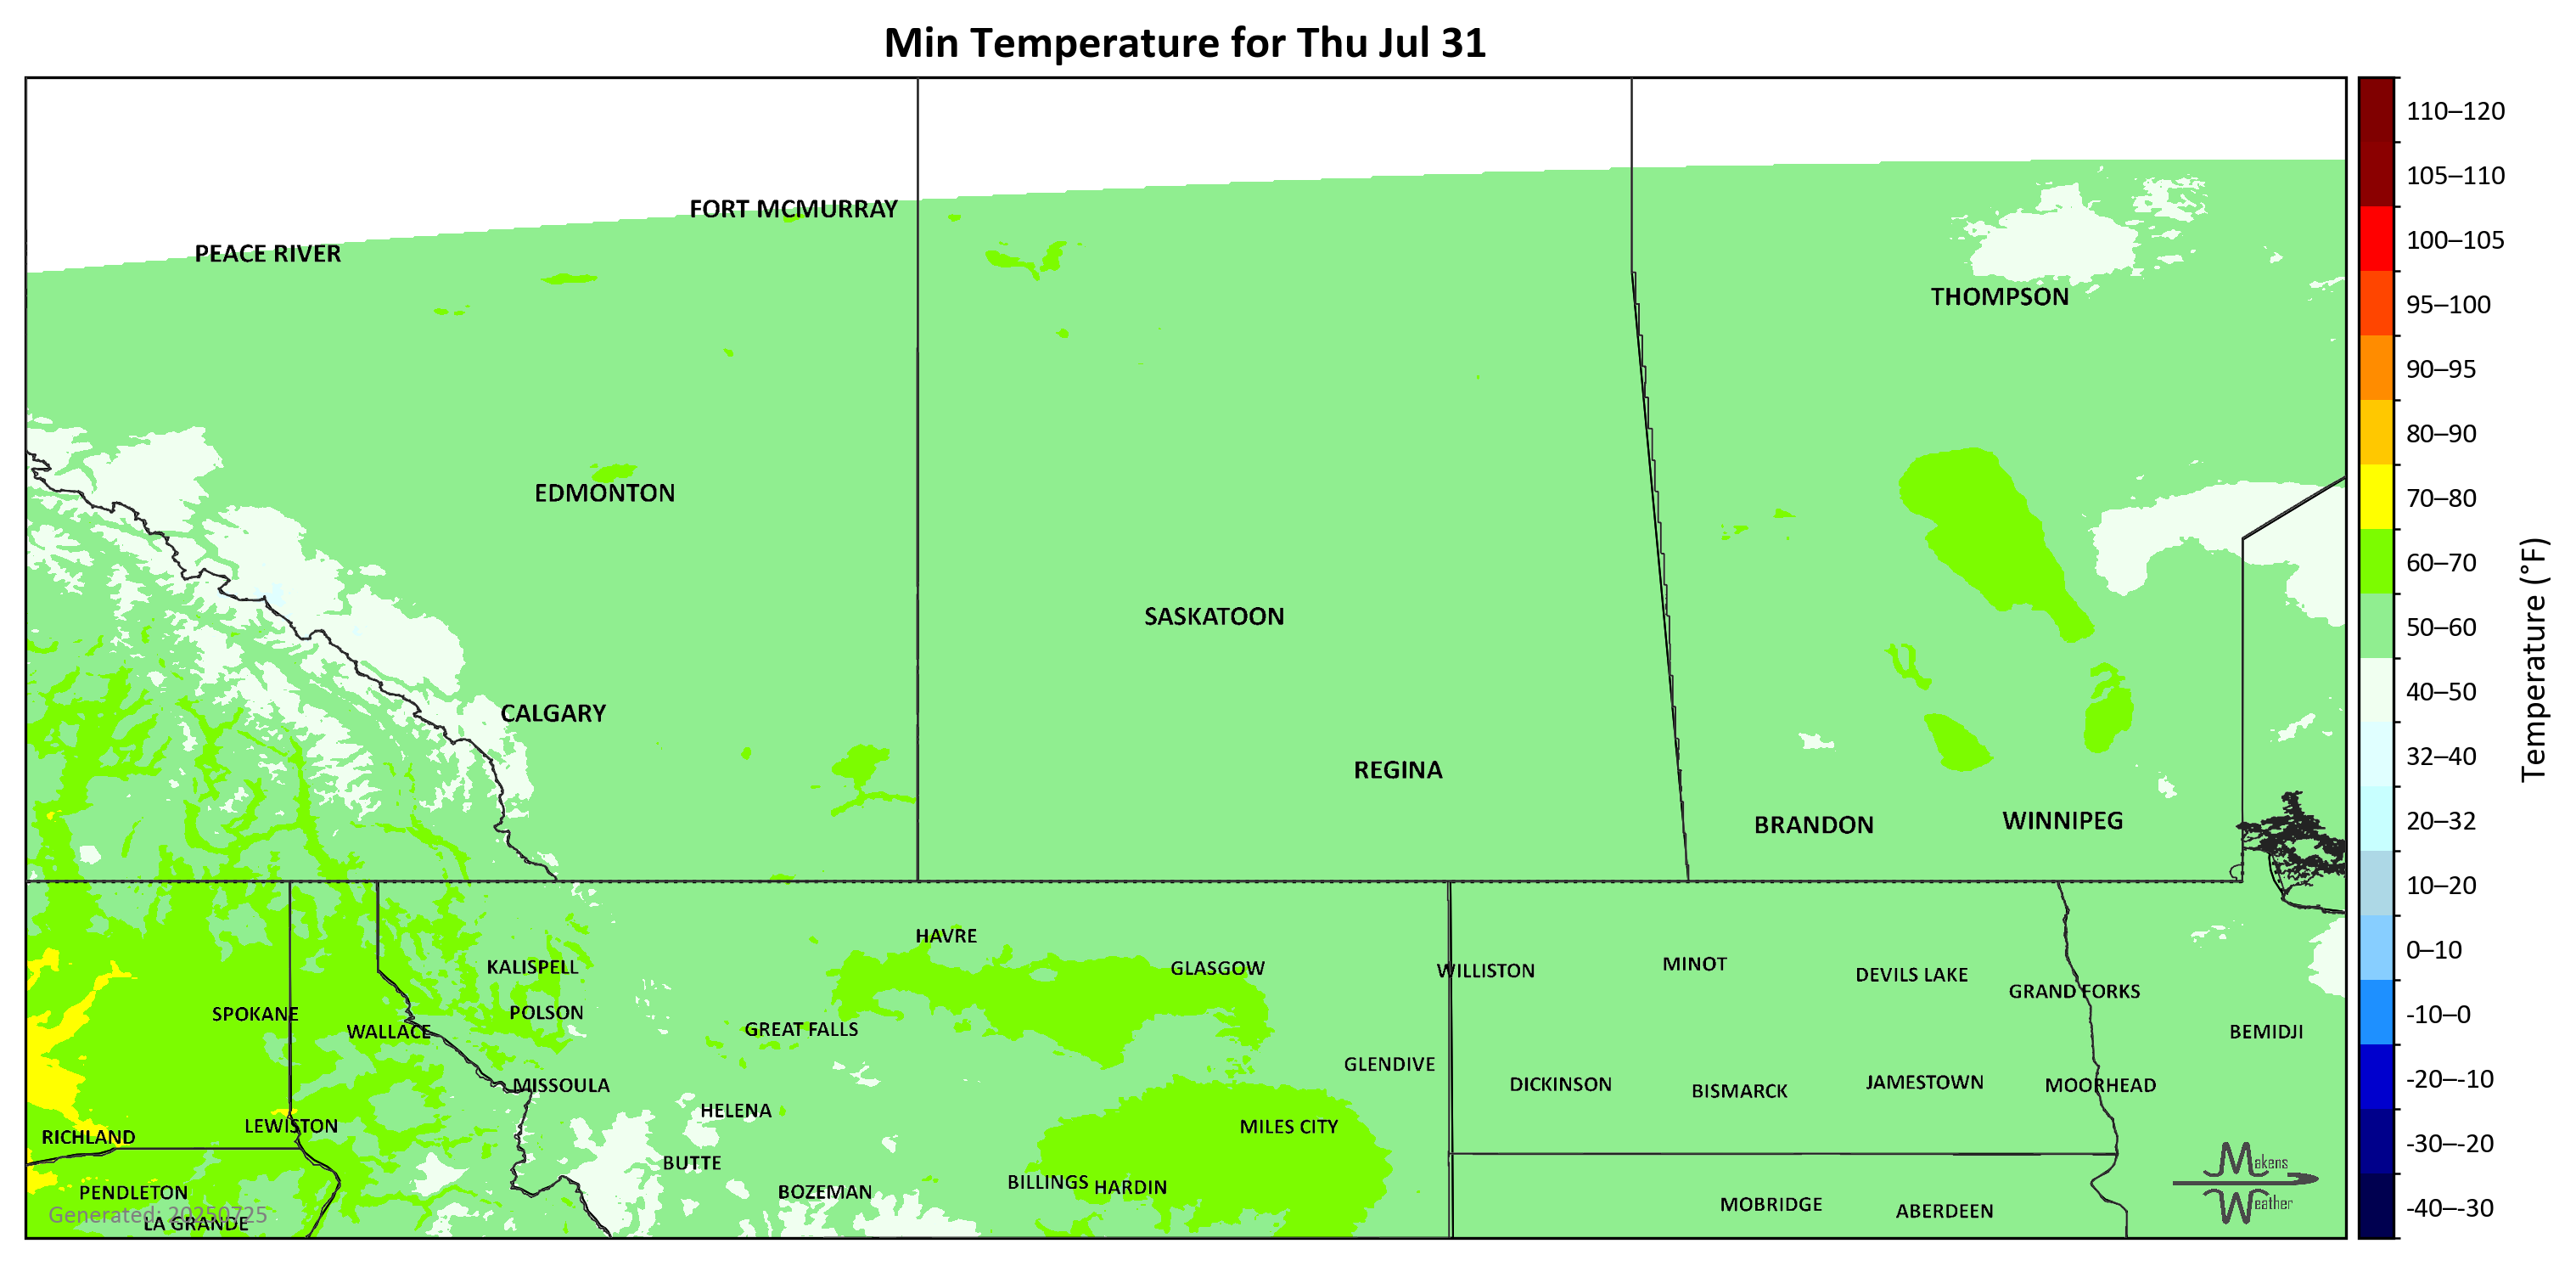 Min Temperature for Thu Jul 31
FORT MCMURRAY
PEACE RIVER
THOMPSON
EDMONTON
SASKATOON
CALGARY
REGINA
BRANDON
WINNIPEG
HAVRE
KALISPELL
GLASGOW
WILLISTON
MINOT
DEVILS LAKE
GRAND FORKS
SPOKANE
POLSON
WALLACE
GREAT FALLS
BEMIDJI
GLENDIVE
MISSOULA
DICKINSON
BISMARCK
JAMESTOWN
MOORHEAD
HELENA
LEWISTON
MILES CITY
RICHLAND
BUTTE
PENDLETON
BOZEMAN
BILLINGS
HARDIN
MOBRIDGE
ABERDEEN
Generated: 20250725
LA GRANDE
Makens
Weather
110–120
105–110
100–105
95–100
90–95
80–90
70–80
60–70
50–60
40–50
32–40
20–32
10–20
0–10
-10–0
-20–-10
-30–-20
-40–-30
Temperature (°F)